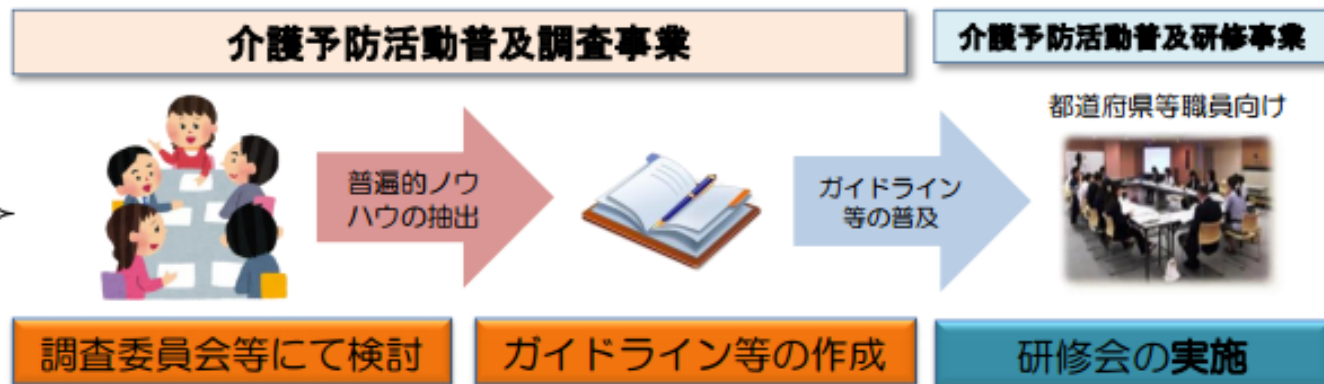 介護予防活動普及調査事業
介護予防活動普及研修事業
都道府県等職員向け
普遍的ノウ
ハウの抽出
ガイドライン
等の普及
調査委員会等にて検討
ガイドライン等の作成
研修会の実施